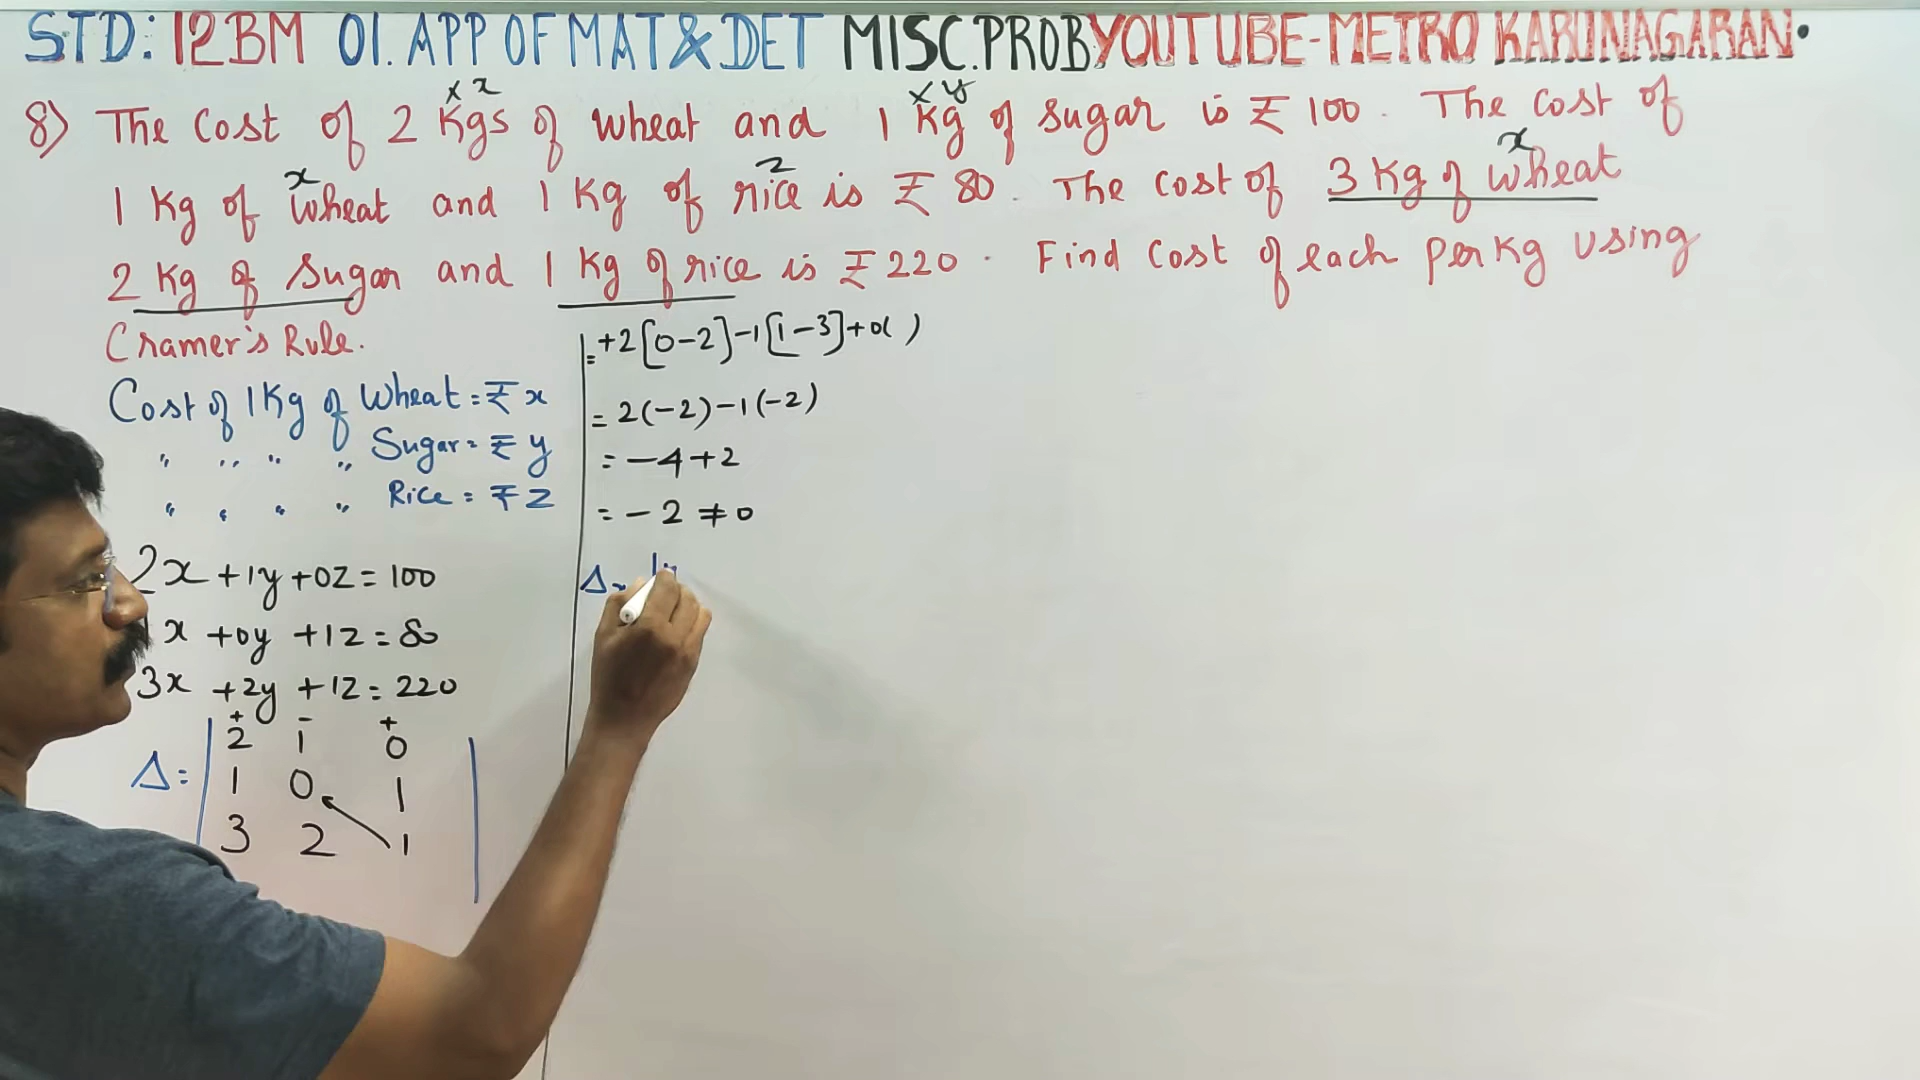 STD: 12BM 01. APP OF MAT & DET MISC. PROB YOUTUBE-METRO KARUNAGARAN.
x x x y
8) The Cost of 2 Kgs of wheat and 1 Kg of sugar is ₹ 100. The Cost of
x z x
1 Kg of wheat and 1 Kg of rice is ₹ 80. The Cost of 3 Kg of wheat
2 Kg of Sugar and 1 Kg of rice is ₹ 220. Find Cost of each per Kg using
Cramer's Rule.
Cost of 1 Kg of Wheat = ₹ x
" " " " Sugar = ₹ y
" " " " Rice = ₹ z
2x + 1y + 0z = 100
x + 0y + 1z = 80
3x + 2y + 1z = 220
+ - +
2 1 0
Δ = 1 0 1
3 2 1
= +2[0-2] -1[1-3] +0( )
= 2(-2) -1(-2)
= -4+2
= -2 ≠ 0
Δ